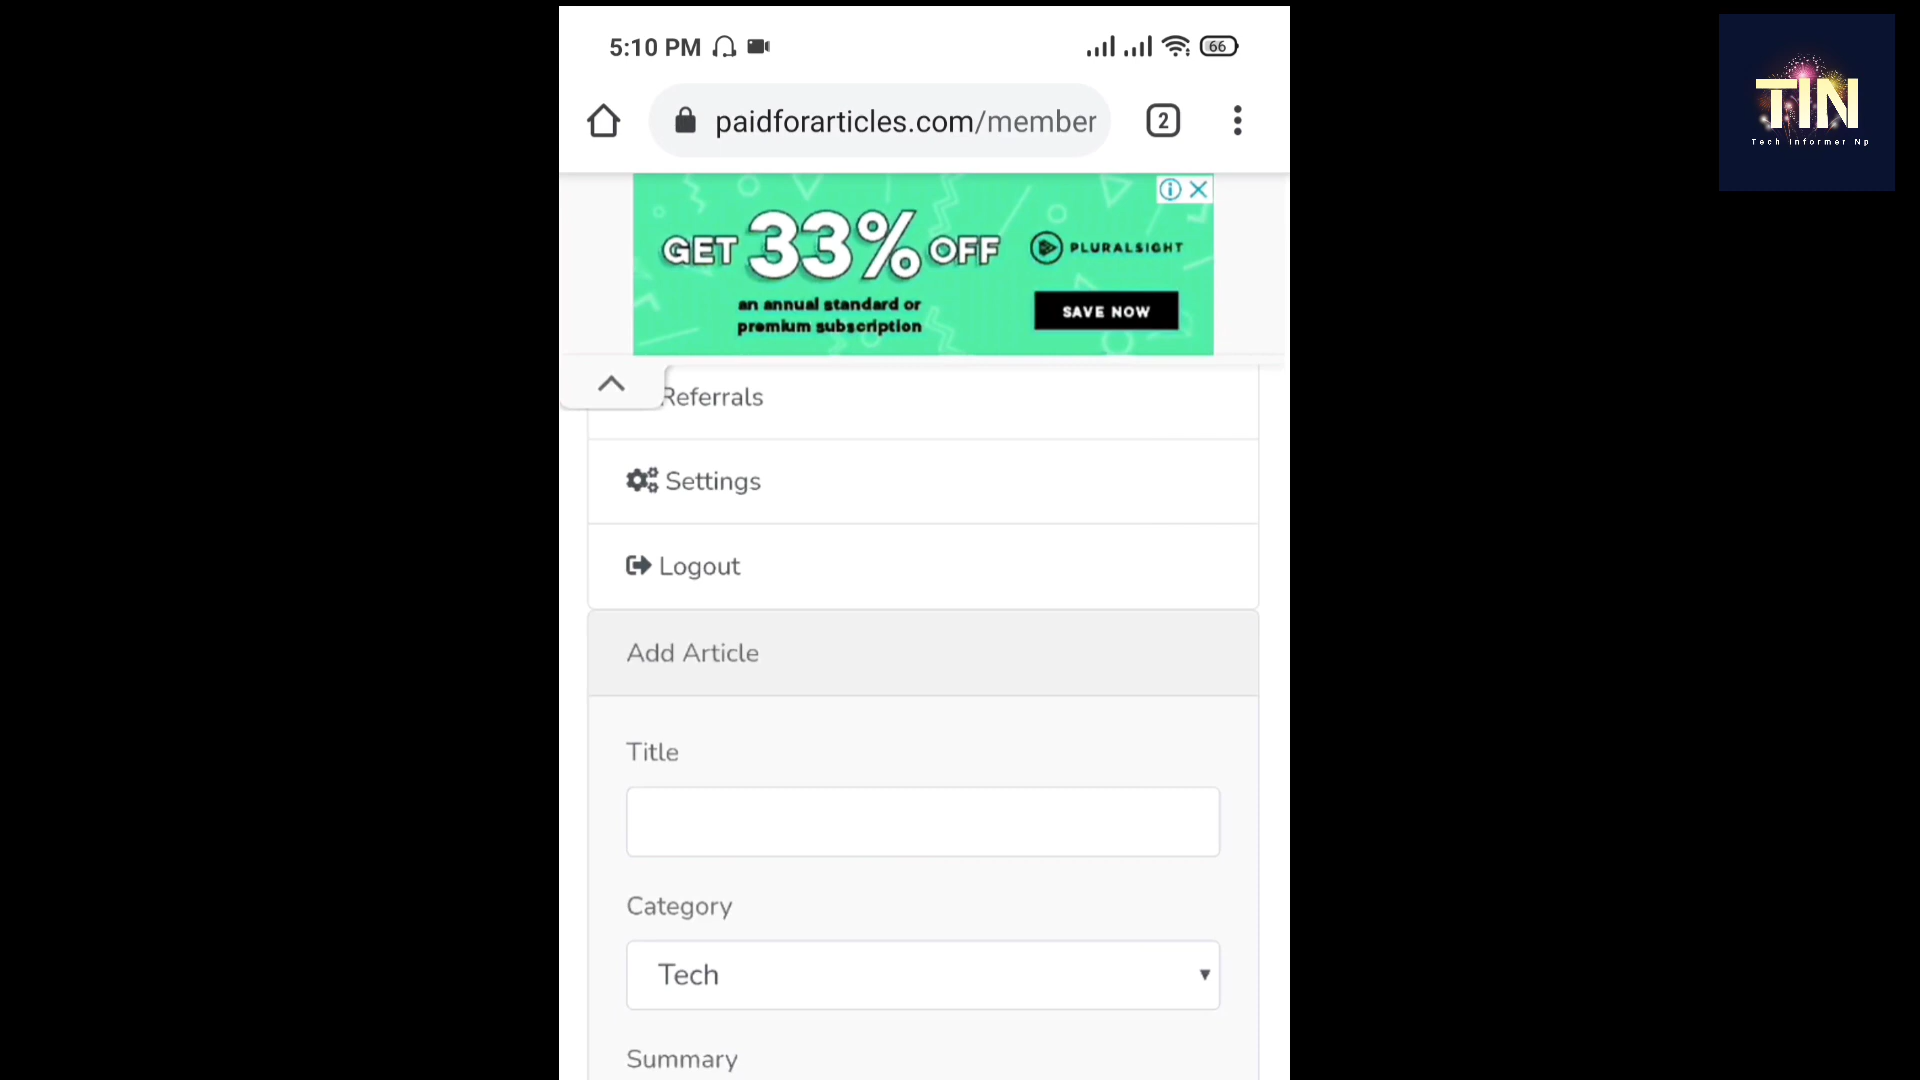 5:10 PM
66
paidforarticles.com/member
2
TIN
Tech Informer Np
GET 33% OFF
PLURALSIGHT
an annual standard or
premium subscription
SAVE NOW
Referrals
Settings
Logout
Add Article
Title
Category
Tech
Summary